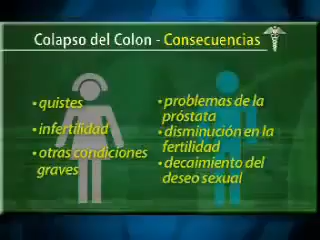 Colapso del Colon - Consecuencias
• quistes
• infertilidad
• otras condiciones
graves
• problemas de la
próstata
• disminución en la
fertilidad
• decaimiento del
deseo sexual